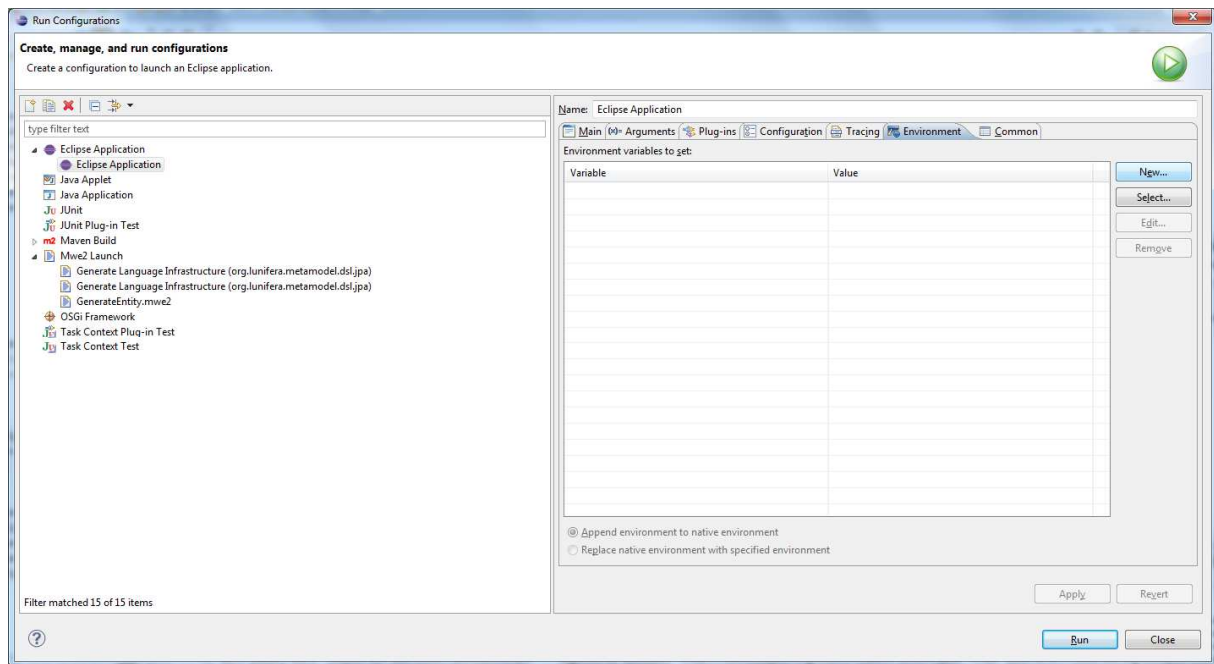 Run Configurations
Create, manage, and run configurations
Create a configuration to launch an Eclipse application.
type filter text
Eclipse Application
Eclipse Application
Java Applet
Java Application
JUnit
JUnit Plug-in Test
Maven Build
Mwe2 Launch
Generate Language Infrastructure (org.lunifera.metamodel.dsl.jpa)
Generate Language Infrastructure (org.lunifera.metamodel.dsl.jpa)
GenerateEntity.mwe2
OSGi Framework
Task Context Plug-in Test
Task Context Test
Filter matched 15 of 15 items
Name: Eclipse Application
Main (x)= Arguments Plug-ins Configuration Tracing Environment Common
Environment variables to set:
Variable Value
New...
Select...
Edit...
Remove
Append environment to native environment
Replace native environment with specified environment
Apply Revert
Run Close